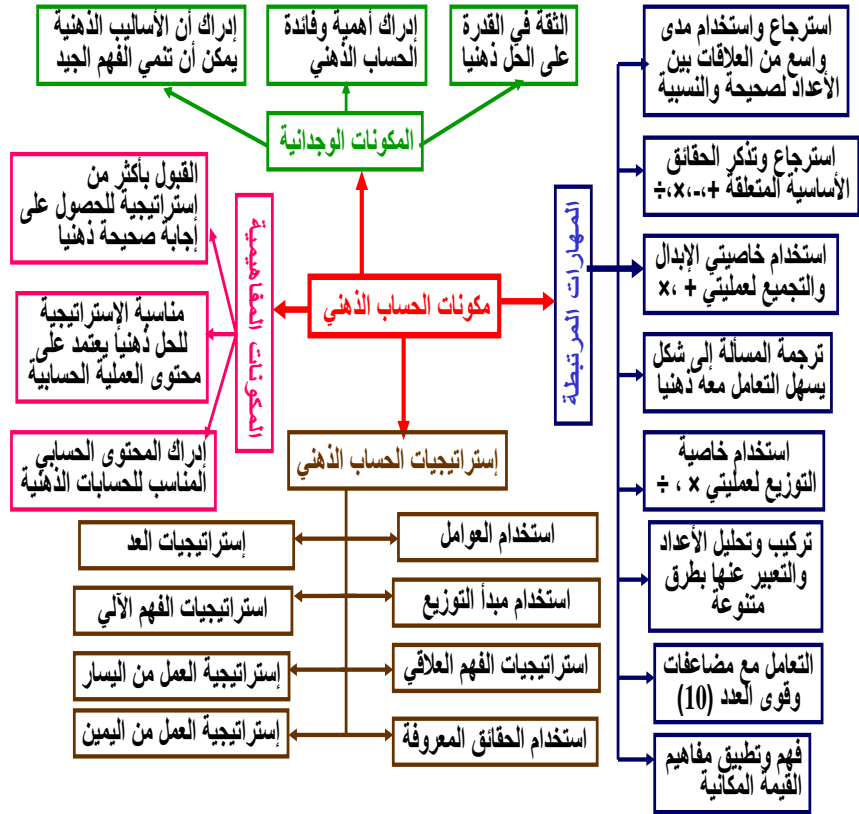 مكونات الحساب الذهني
المكونات الوجدانية
الثقة في القدرة
على الحل ذهنيا
إدراك أهمية وفائدة
الحساب الذهني
إدراك أن الأساليب الذهنية
يمكن أن تنمي الفهم الجيد
المهارات المرتبطة
استرجاع واستخدام مدى
واسع من العلاقات بين
الأعداد لصحيحة والنسبية
استرجاع وتذكر الحقائق
الأساسية المتعلقة +،-،×،÷
استخدام خاصيتي الإبدال
والتجميع لعمليتي + ،×
ترجمة المسألة إلى شكل
يسهل التعامل معه ذهنيا
استخدام خاصية
التوزيع لعمليتي × ، ÷
تركيب وتحليل الأعداد
والتعبير عنها بطرق
متنوعة
التعامل مع مضاعفات
وقوى العدد (10)
فهم وتطبيق مفاهيم
القيمة المكانية
المكونات المفاهيمية
القبول بأكثر من
إستراتيجية للحصول على
إجابة صحيحة ذهنيا
مناسبة الإستراتيجية
للحل ذهنيا يعتمد على
محتوى العملية الحسابية
إدراك المحتوى الحسابي
المناسب للحسابات الذهنية
إستراتيجيات الحساب الذهني
استخدام العوامل
إستراتيجيات العد
استخدام مبدأ التوزيع
استراتيجيات الفهم الآلي
استراتيجيات الفهم العلاقي
إستراتيجية العمل من اليسار
استخدام الحقائق المعروفة
إستراتيجية العمل من اليمين